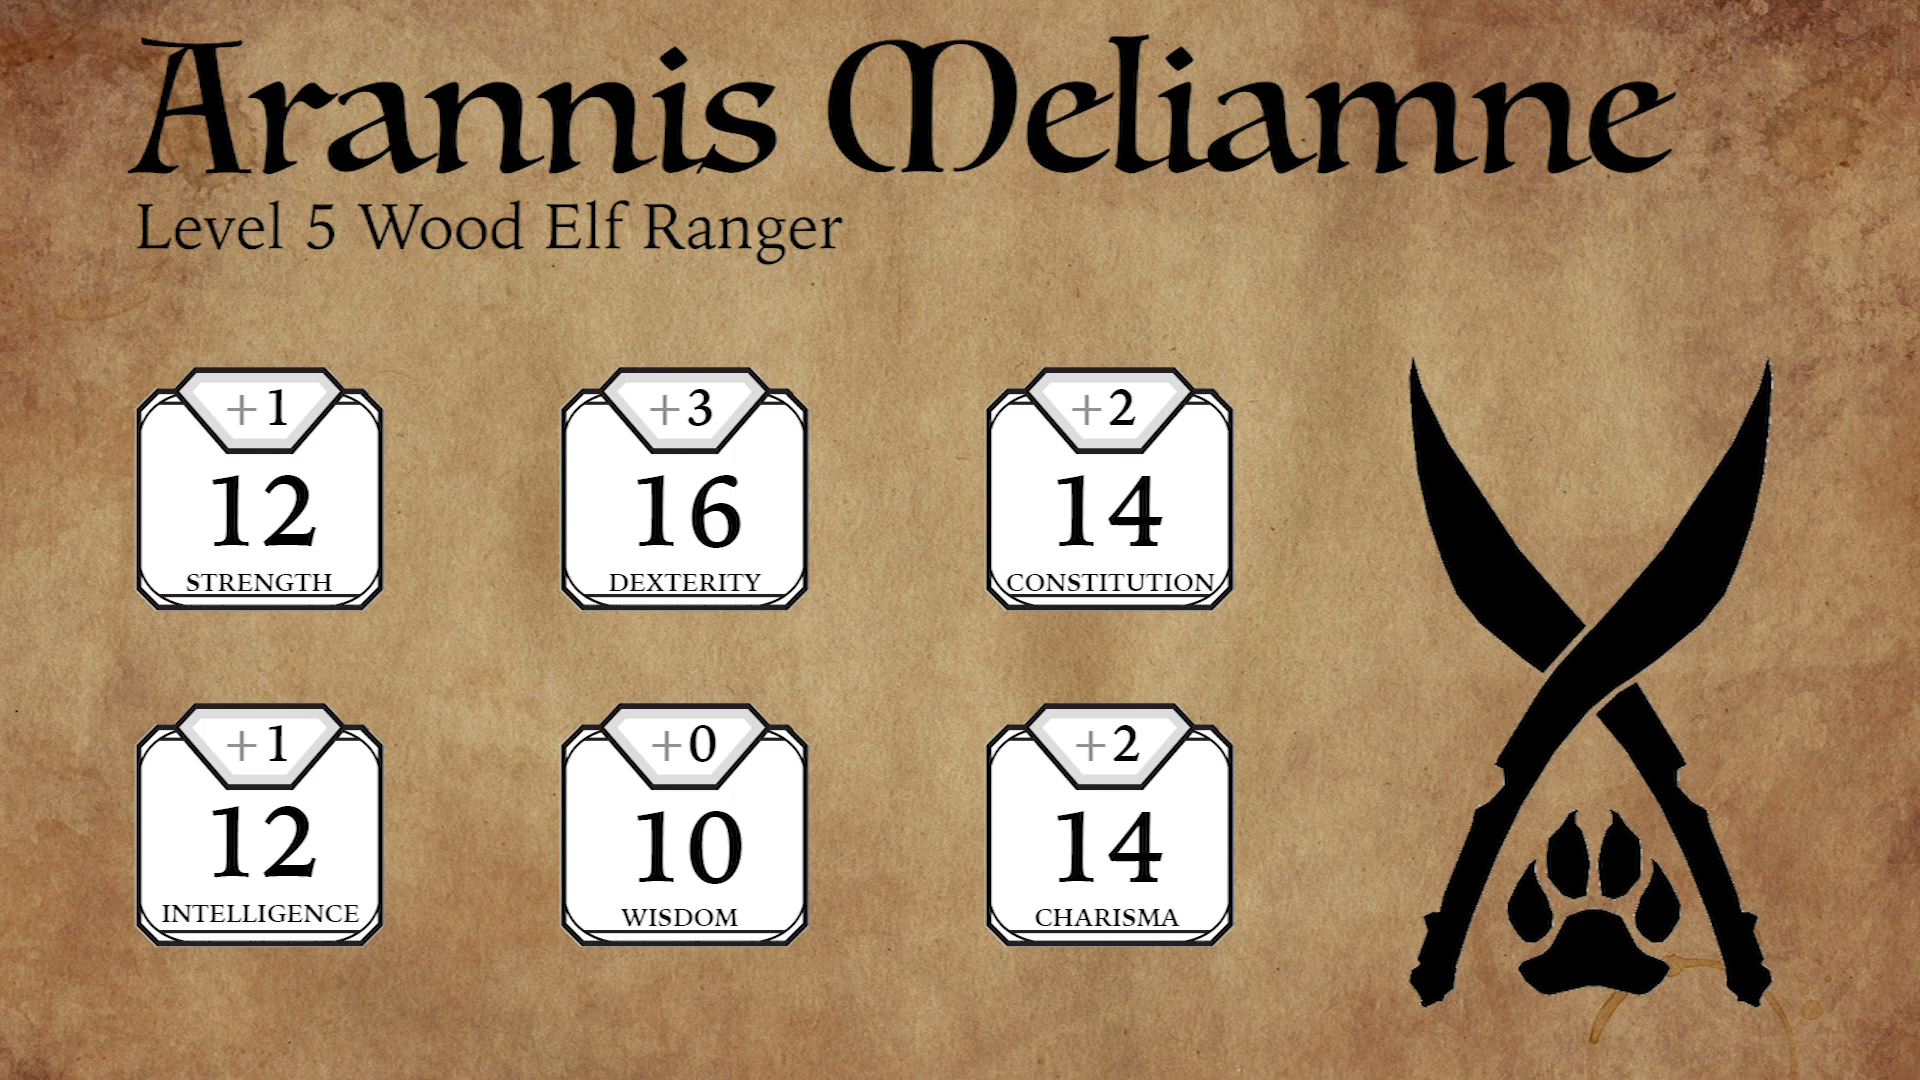 Arannis Meliamne
Level 5 Wood Elf Ranger
+1
12
STRENGTH
+3
16
DEXTERITY
+2
14
CONSTITUTION
+1
12
INTELLIGENCE
+0
10
WISDOM
+2
14
CHARISMA